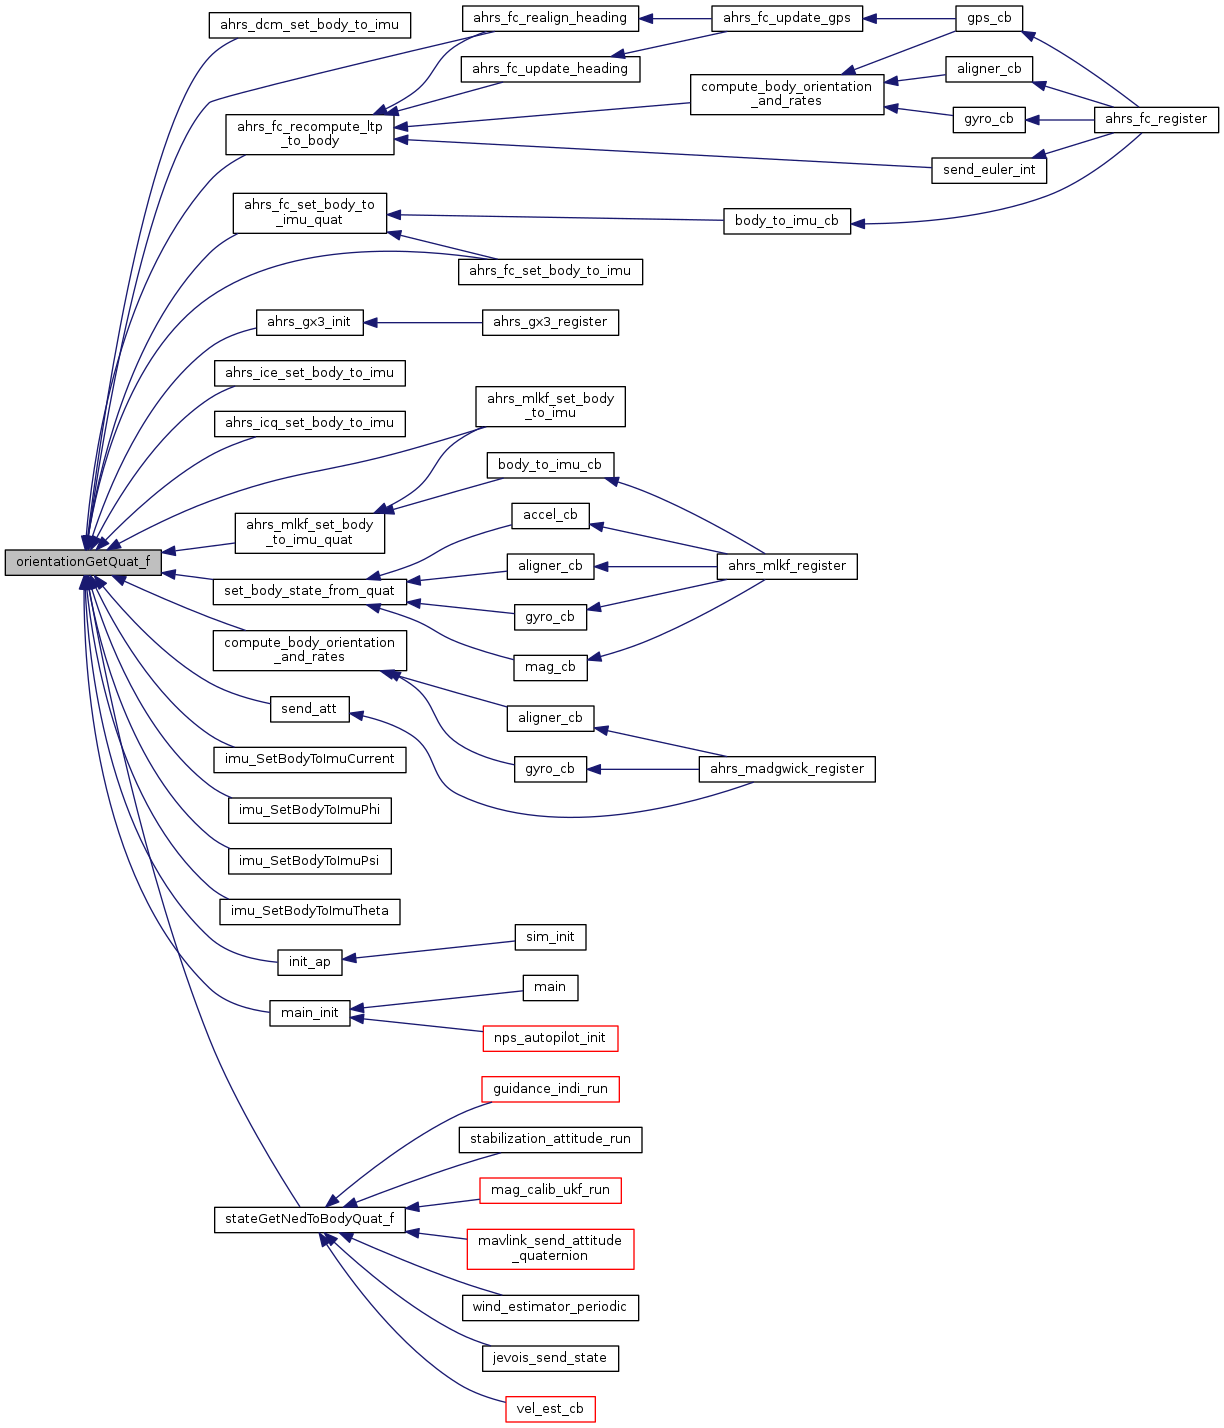 ahrs_dcm_set_body_to_imu
ahrs_fc_realign_heading
ahrs_fc_update_gps
gps_cb
ahrs_fc_update_heading
aligner_cb
compute_body_orientation
_and_rates
gyro_cb
ahrs_fc_register
ahrs_fc_recompute_ltp
_to_body
send_euler_int
ahrs_fc_set_body_to
_imu_quat
body_to_imu_cb
ahrs_fc_set_body_to_imu
ahrs_gx3_init
ahrs_gx3_register
ahrs_ice_set_body_to_imu
ahrs_mlkf_set_body
_to_imu
ahrs_icq_set_body_to_imu
body_to_imu_cb
accel_cb
ahrs_mlkf_set_body
_to_imu_quat
orientationGetQuat_f
aligner_cb
ahrs_mlkf_register
set_body_state_from_quat
gyro_cb
compute_body_orientation
_and_rates
mag_cb
send_att
aligner_cb
imu_SetBodyToImuCurrent
gyro_cb
ahrs_madgwick_register
imu_SetBodyToImuPhi
imu_SetBodyToImuPsi
imu_SetBodyToImuTheta
sim_init
init_ap
main
main_init
nps_autopilot_init
guidance_indi_run
stabilization_attitude_run
mag_calib_ukf_run
stateGetNedToBodyQuat_f
mavlink_send_attitude
_quaternion
wind_estimator_periodic
jevois_send_state
vel_est_cb